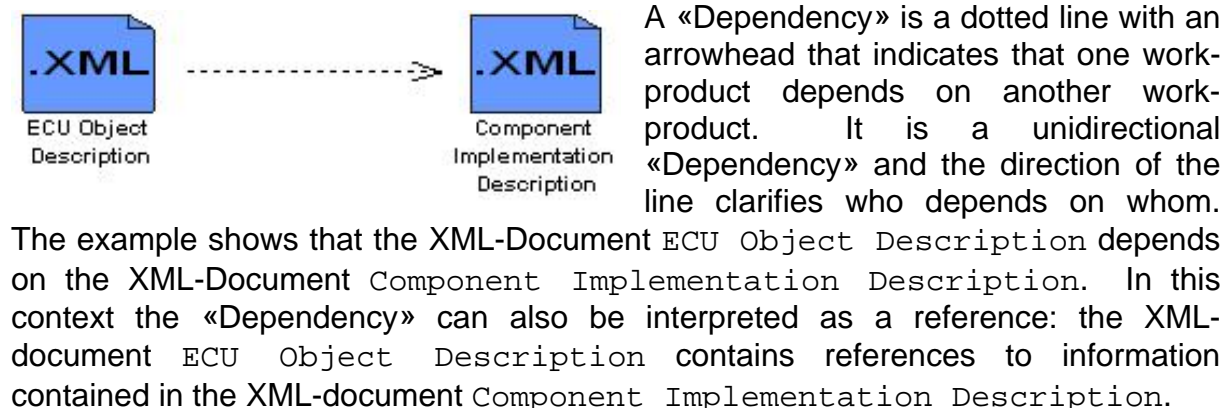 .XML
ECU Object
Description
.XML
Component
Implementation
Description
A «Dependency» is a dotted line with an
arrowhead that indicates that one work-
product depends on another work-
product. It is a unidirectional
«Dependency» and the direction of the
line clarifies who depends on whom.
The example shows that the XML-Document ECU Object Description depends
on the XML-Document Component Implementation Description. In this
context the «Dependency» can also be interpreted as a reference: the XML-
document ECU Object Description contains references to information
contained in the XML-document Component Implementation Description.